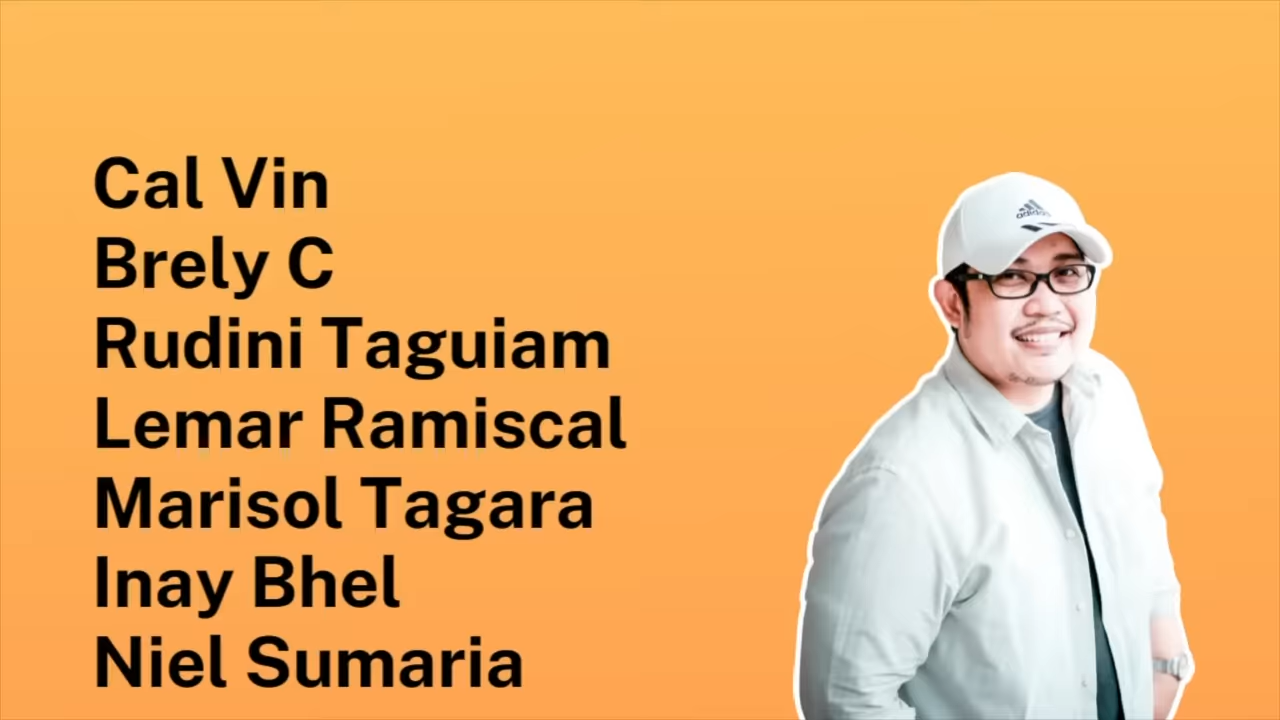 Cal Vin
Brely C
Rudini Taguiam
Lemar Ramiscal
Marisol Tagara
Inay Bhel
Niel Sumaria
adidas